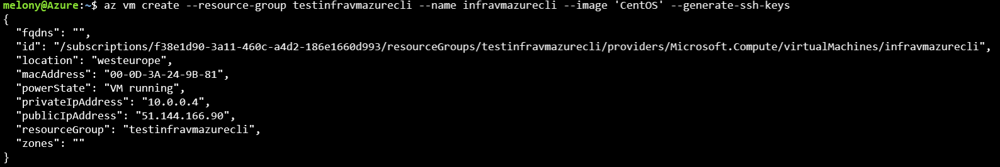 melony@Azure:~$ az vm create --resource-group testinfravmazurecli --name infravmazurecli --image 'CentOS' --generate-ssh-keys
{
  "fqdns": "",
  "id": "/subscriptions/f38e1d90-3a11-460c-a4d2-186e1660d993/resourceGroups/testinfravmazurecli/providers/Microsoft.Compute/virtualMachines/infravmazurecli",
  "location": "westeurope",
  "macAddress": "00-0D-3A-24-9B-81",
  "powerState": "VM running",
  "privateIpAddress": "10.0.0.4",
  "publicIpAddress": "51.144.166.90",
  "resourceGroup": "testinfravmazurecli",
  "zones": ""
}